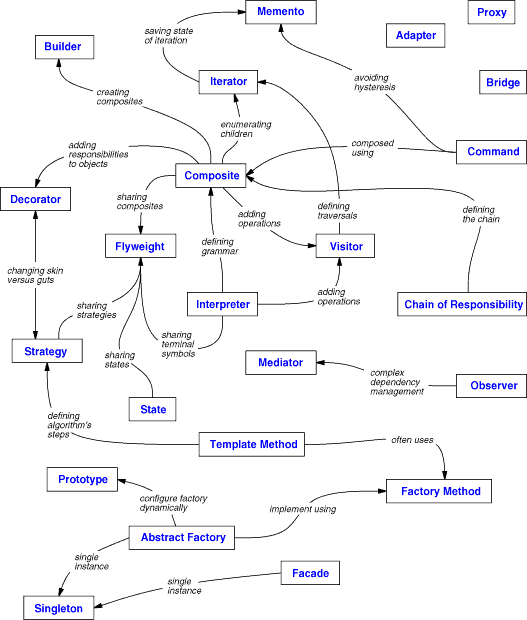 Memento
Proxy
saving state
of iteration
Adapter
Builder
Iterator
avoiding
hysteresis
Bridge
creating
composites
enumerating
children
adding
responsibilities
to objects
composed
using
Command
Composite
Decorator
sharing
composites
adding
operations
defining
traversals
defining
the chain
Flyweight
defining
grammar
Visitor
changing skin
versus guts
adding
operations
Interpreter
Chain of Responsibility
sharing
strategies
sharing
terminal
symbols
Strategy
sharing
states
Mediator
complex
dependency
management
Observer
State
defining
algorithm's
steps
Template Method
often uses
Prototype
configure factory
dynamically
Factory Method
implement using
Abstract Factory
single
instance
single
instance
Facade
Singleton